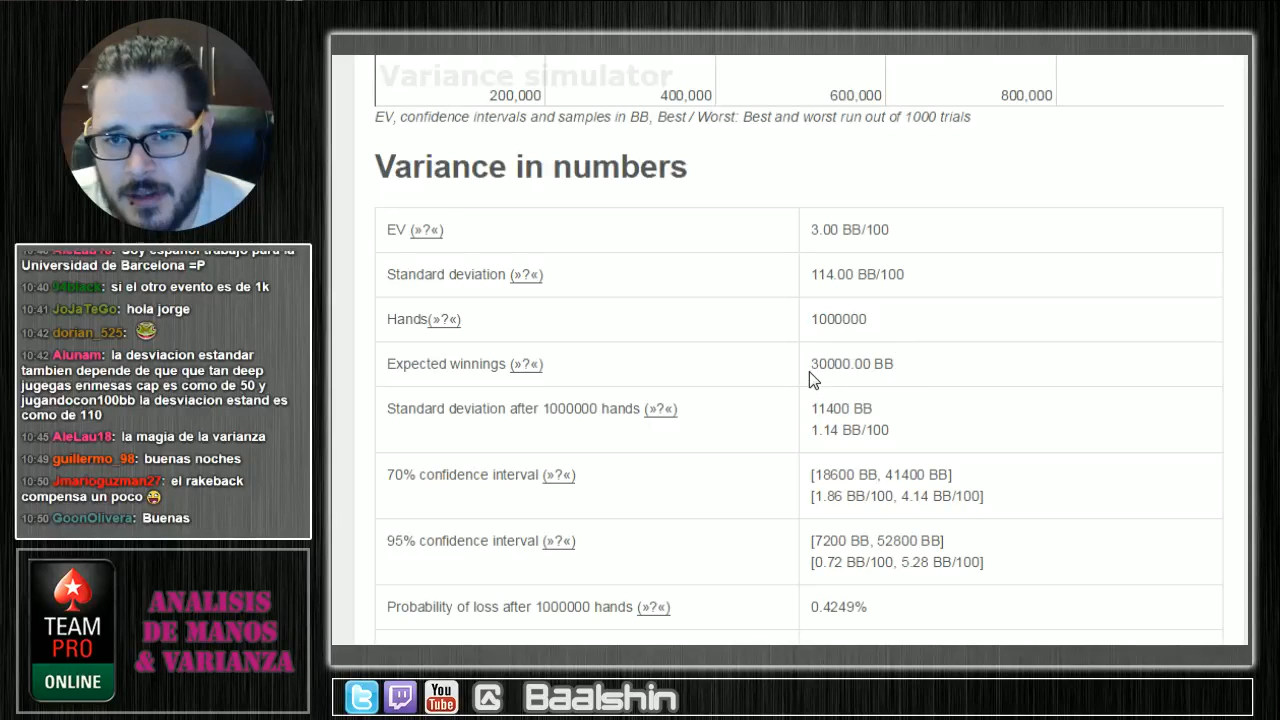 Variance simulator
200,000 400,000 600,000 800,000
EV, confidence intervals and samples in BB, Best / Worst: Best and worst run out of 1000 trials
Variance in numbers
EV (»?«) 3.00 BB/100
Standard deviation (»?«) 114.00 BB/100
Hands(»?«) 1000000
Expected winnings (»?«) 30000.00 BB
Standard deviation after 1000000 hands (»?«) 11400 BB
1.14 BB/100
70% confidence interval (»?«) [18600 BB, 41400 BB]
[1.86 BB/100, 4.14 BB/100]
95% confidence interval (»?«) [7200 BB, 52800 BB]
[0.72 BB/100, 5.28 BB/100]
Probability of loss after 1000000 hands (»?«) 0.4249%
Soy español trabajo para la
Universidad de Barcelona =P
10:40 94black: si el otro evento es de 1k
10:41 JoJaTeGo: hola jorge
10:42 dorian_525:
10:42 Alunam: la desviacion estandar
tambien depende de que que tan deep
jugegas enmesas cap es como de 50 y
jugandocon100bb la desviacion estand es
como de 110
10:45 AleLau18: la magia de la varianza
10:49 guillermo_98: buenas noches
10:50 Jmarioguzman27: el rakeback
compensa un poco
10:50 GoonOlivera: Buenas
TEAM
PRO
ONLINE
ANALISIS
DE MANOS
& VARIANZA
You
Tube
Baalshin